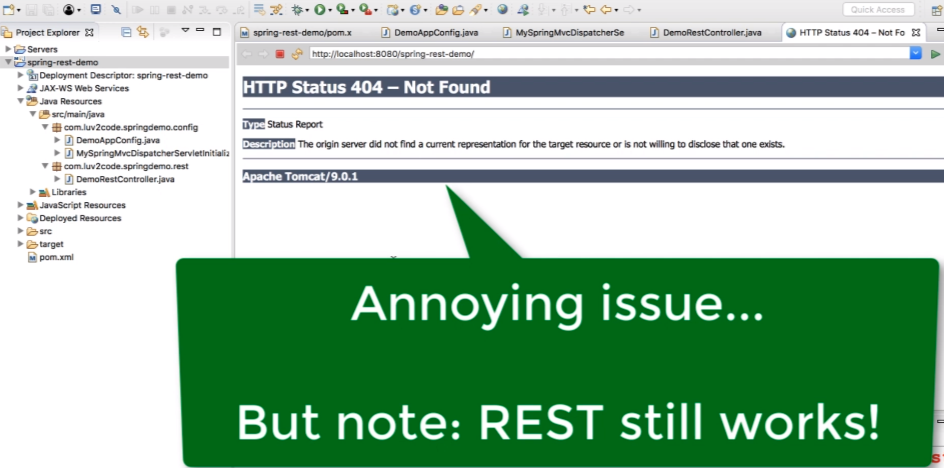 Quick Access
Project Explorer
spring-rest-demo/pom.x
DemoAppConfig.java
MySpringMvcDispatcherSe
DemoRestController.java
HTTP Status 404 – Not Fo
Servers
spring-rest-demo
Deployment Descriptor: spring-rest-demo
JAX-WS Web Services
Java Resources
src/main/java
com.luv2code.springdemo.config
DemoAppConfig.java
MySpringMvcDispatcherServletInitializ
com.luv2code.springdemo.rest
DemoRestController.java
Libraries
JavaScript Resources
Deployed Resources
src
target
pom.xml
http://localhost:8080/spring-rest-demo/
HTTP Status 404 – Not Found
Type Status Report
Description The origin server did not find a current representation for the target resource or is not willing to disclose that one exists.
Apache Tomcat/9.0.1
Annoying issue...
But note: REST still works!